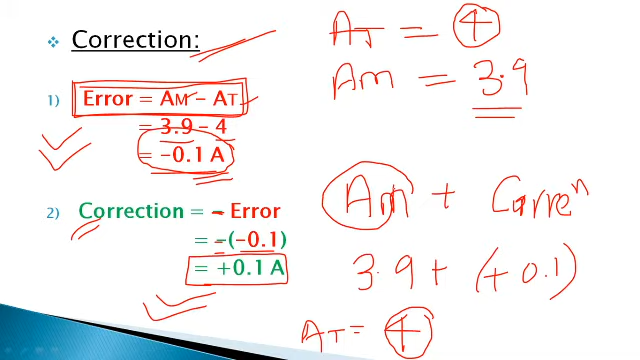 ❖ Correction:
1) Error = AM – AT
= 3.9 – 4
= –0.1 A
2) Correction = – Error
= –(–0.1)
= +0.1 A
AT = 4
Am = 3.9
Am + Corren
3.9 + (+0.1)
AT = 4